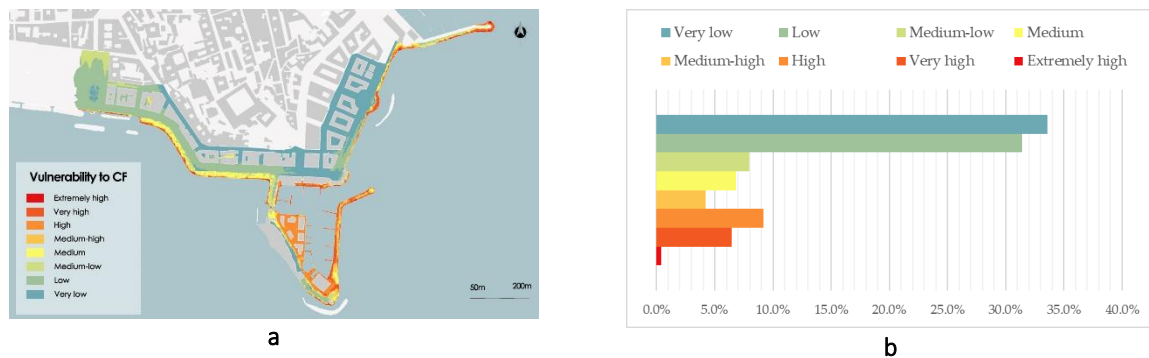 Vulnerability to CF
Extremely high
Very high
High
Medium-high
Medium
Medium-low
Low
Very low
50m 200m
a
Very low Low Medium-low Medium
Medium-high High Very high Extremely high
0.0% 5.0% 10.0% 15.0% 20.0% 25.0% 30.0% 35.0% 40.0%
b